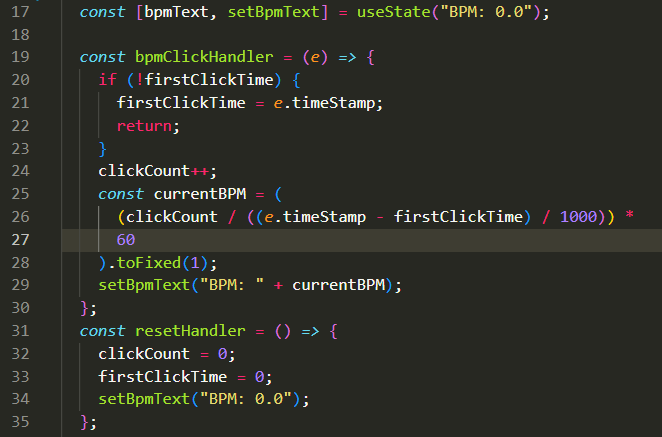 17 const [bpmText, setBpmText] = useState("BPM: 0.0");
18
19 const bpmClickHandler = (e) => {
20 if (!firstClickTime) {
21 firstClickTime = e.timeStamp;
22 return;
23 }
24 clickCount++;
25 const currentBPM = (
26 (clickCount / ((e.timeStamp - firstClickTime) / 1000)) *
27 60
28 ).toFixed(1);
29 setBpmText("BPM: " + currentBPM);
30 };
31 const resetHandler = () => {
32 clickCount = 0;
33 firstClickTime = 0;
34 setBpmText("BPM: 0.0");
35 };